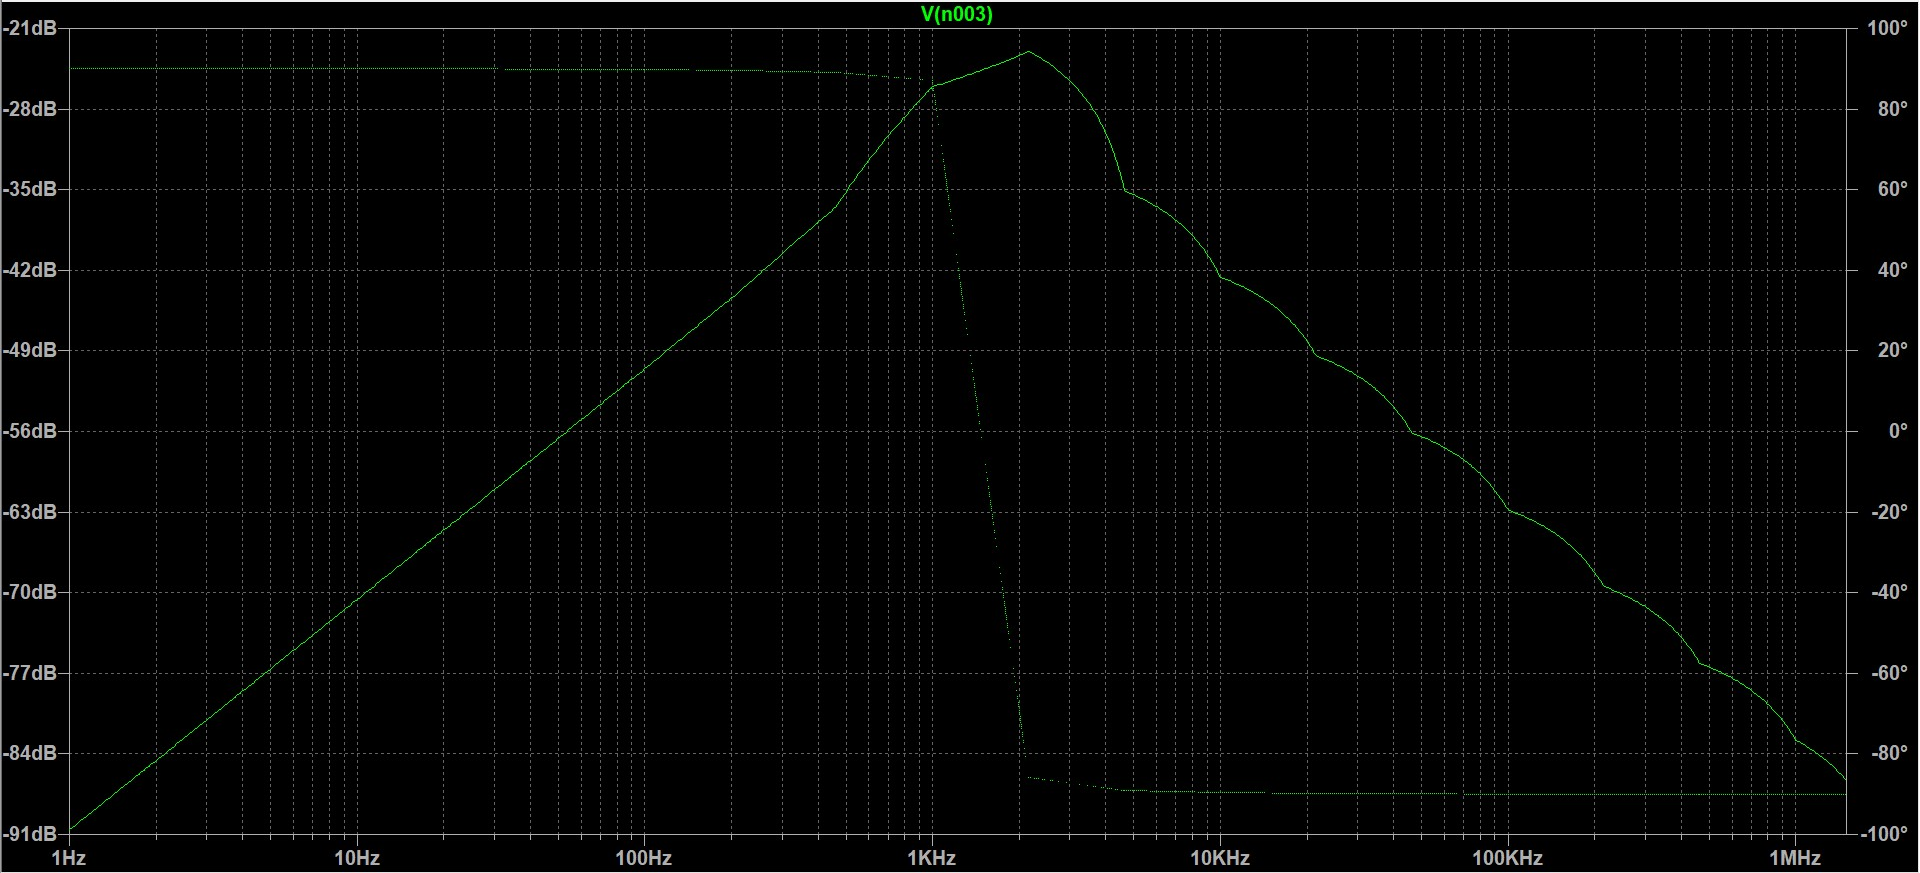 V(n003)
-21dB 100°
-28dB 80°
-35dB 60°
-42dB 40°
-49dB 20°
-56dB 0°
-63dB -20°
-70dB -40°
-77dB -60°
-84dB -80°
-91dB -100°
1Hz 10Hz 100Hz 1KHz 10KHz 100KHz 1MHz